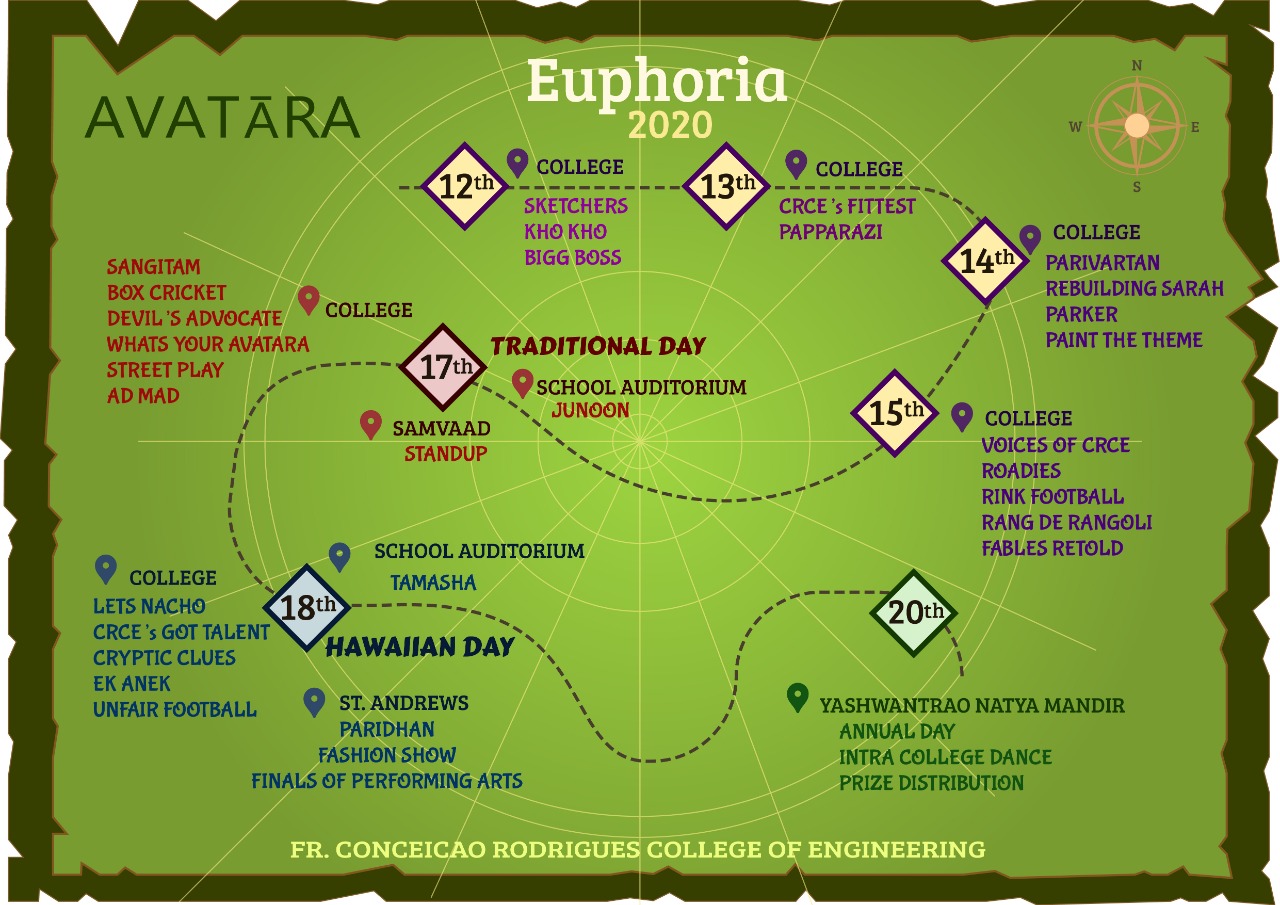 Euphoria
2020
AVATĀRA
N
W
E
S
12th
COLLEGE
SKETCHERS
KHO KHO
BIGG BOSS
13th
COLLEGE
CRCE 's FITTEST
PAPPARAZI
14th
COLLEGE
PARIVARTAN
REBUILDING SARAH
PARKER
PAINT THE THEME
15th
COLLEGE
VOICES OF CRCE
ROADIES
RINK FOOTBALL
RANG DE RANGOLI
FABLES RETOLD
17th
TRADITIONAL DAY
SCHOOL AUDITORIUM
JUNOON
SAMVAAD
STANDUP
COLLEGE
SANGITAM
BOX CRICKET
DEVIL 'S ADVOCATE
WHATS YOUR AVATARA
STREET PLAY
AD MAD
18th
HAWAIIAN DAY
SCHOOL AUDITORIUM
TAMASHA
COLLEGE
LETS NACHO
CRCE 's GOT TALENT
CRYPTIC CLUES
EK ANEK
UNFAIR FOOTBALL
ST. ANDREWS
PARIDHAN
FASHION SHOW
FINALS OF PERFORMING ARTS
20th
YASHWANTRAO NATYA MANDIR
ANNUAL DAY
INTRA COLLEGE DANCE
PRIZE DISTRIBUTION
FR. CONCEICAO RODRIGUES COLLEGE OF ENGINEERING